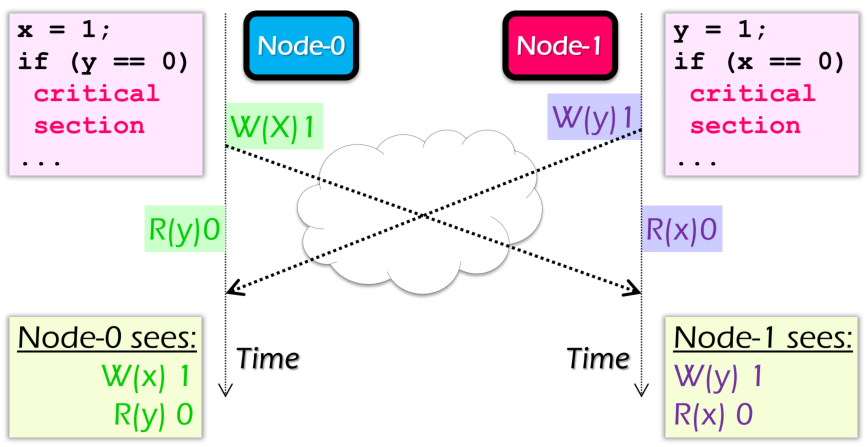 x = 1;
if (y == 0)
critical
section
...
Node-0
Node-1
y = 1;
if (x == 0)
critical
section
...
W(X)1
W(y)1
R(y)0
R(x)0
Node-0 sees:
W(x) 1
R(y) 0
Time
Time
Node-1 sees:
W(y) 1
R(x) 0